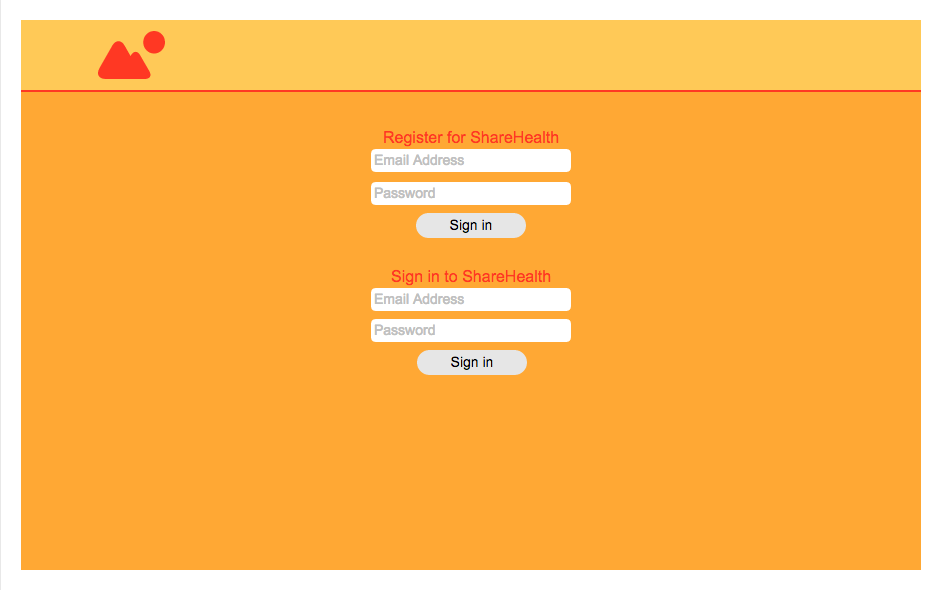 Register for ShareHealth
Email Address
Password
Sign in
Sign in to ShareHealth
Email Address
Password
Sign in